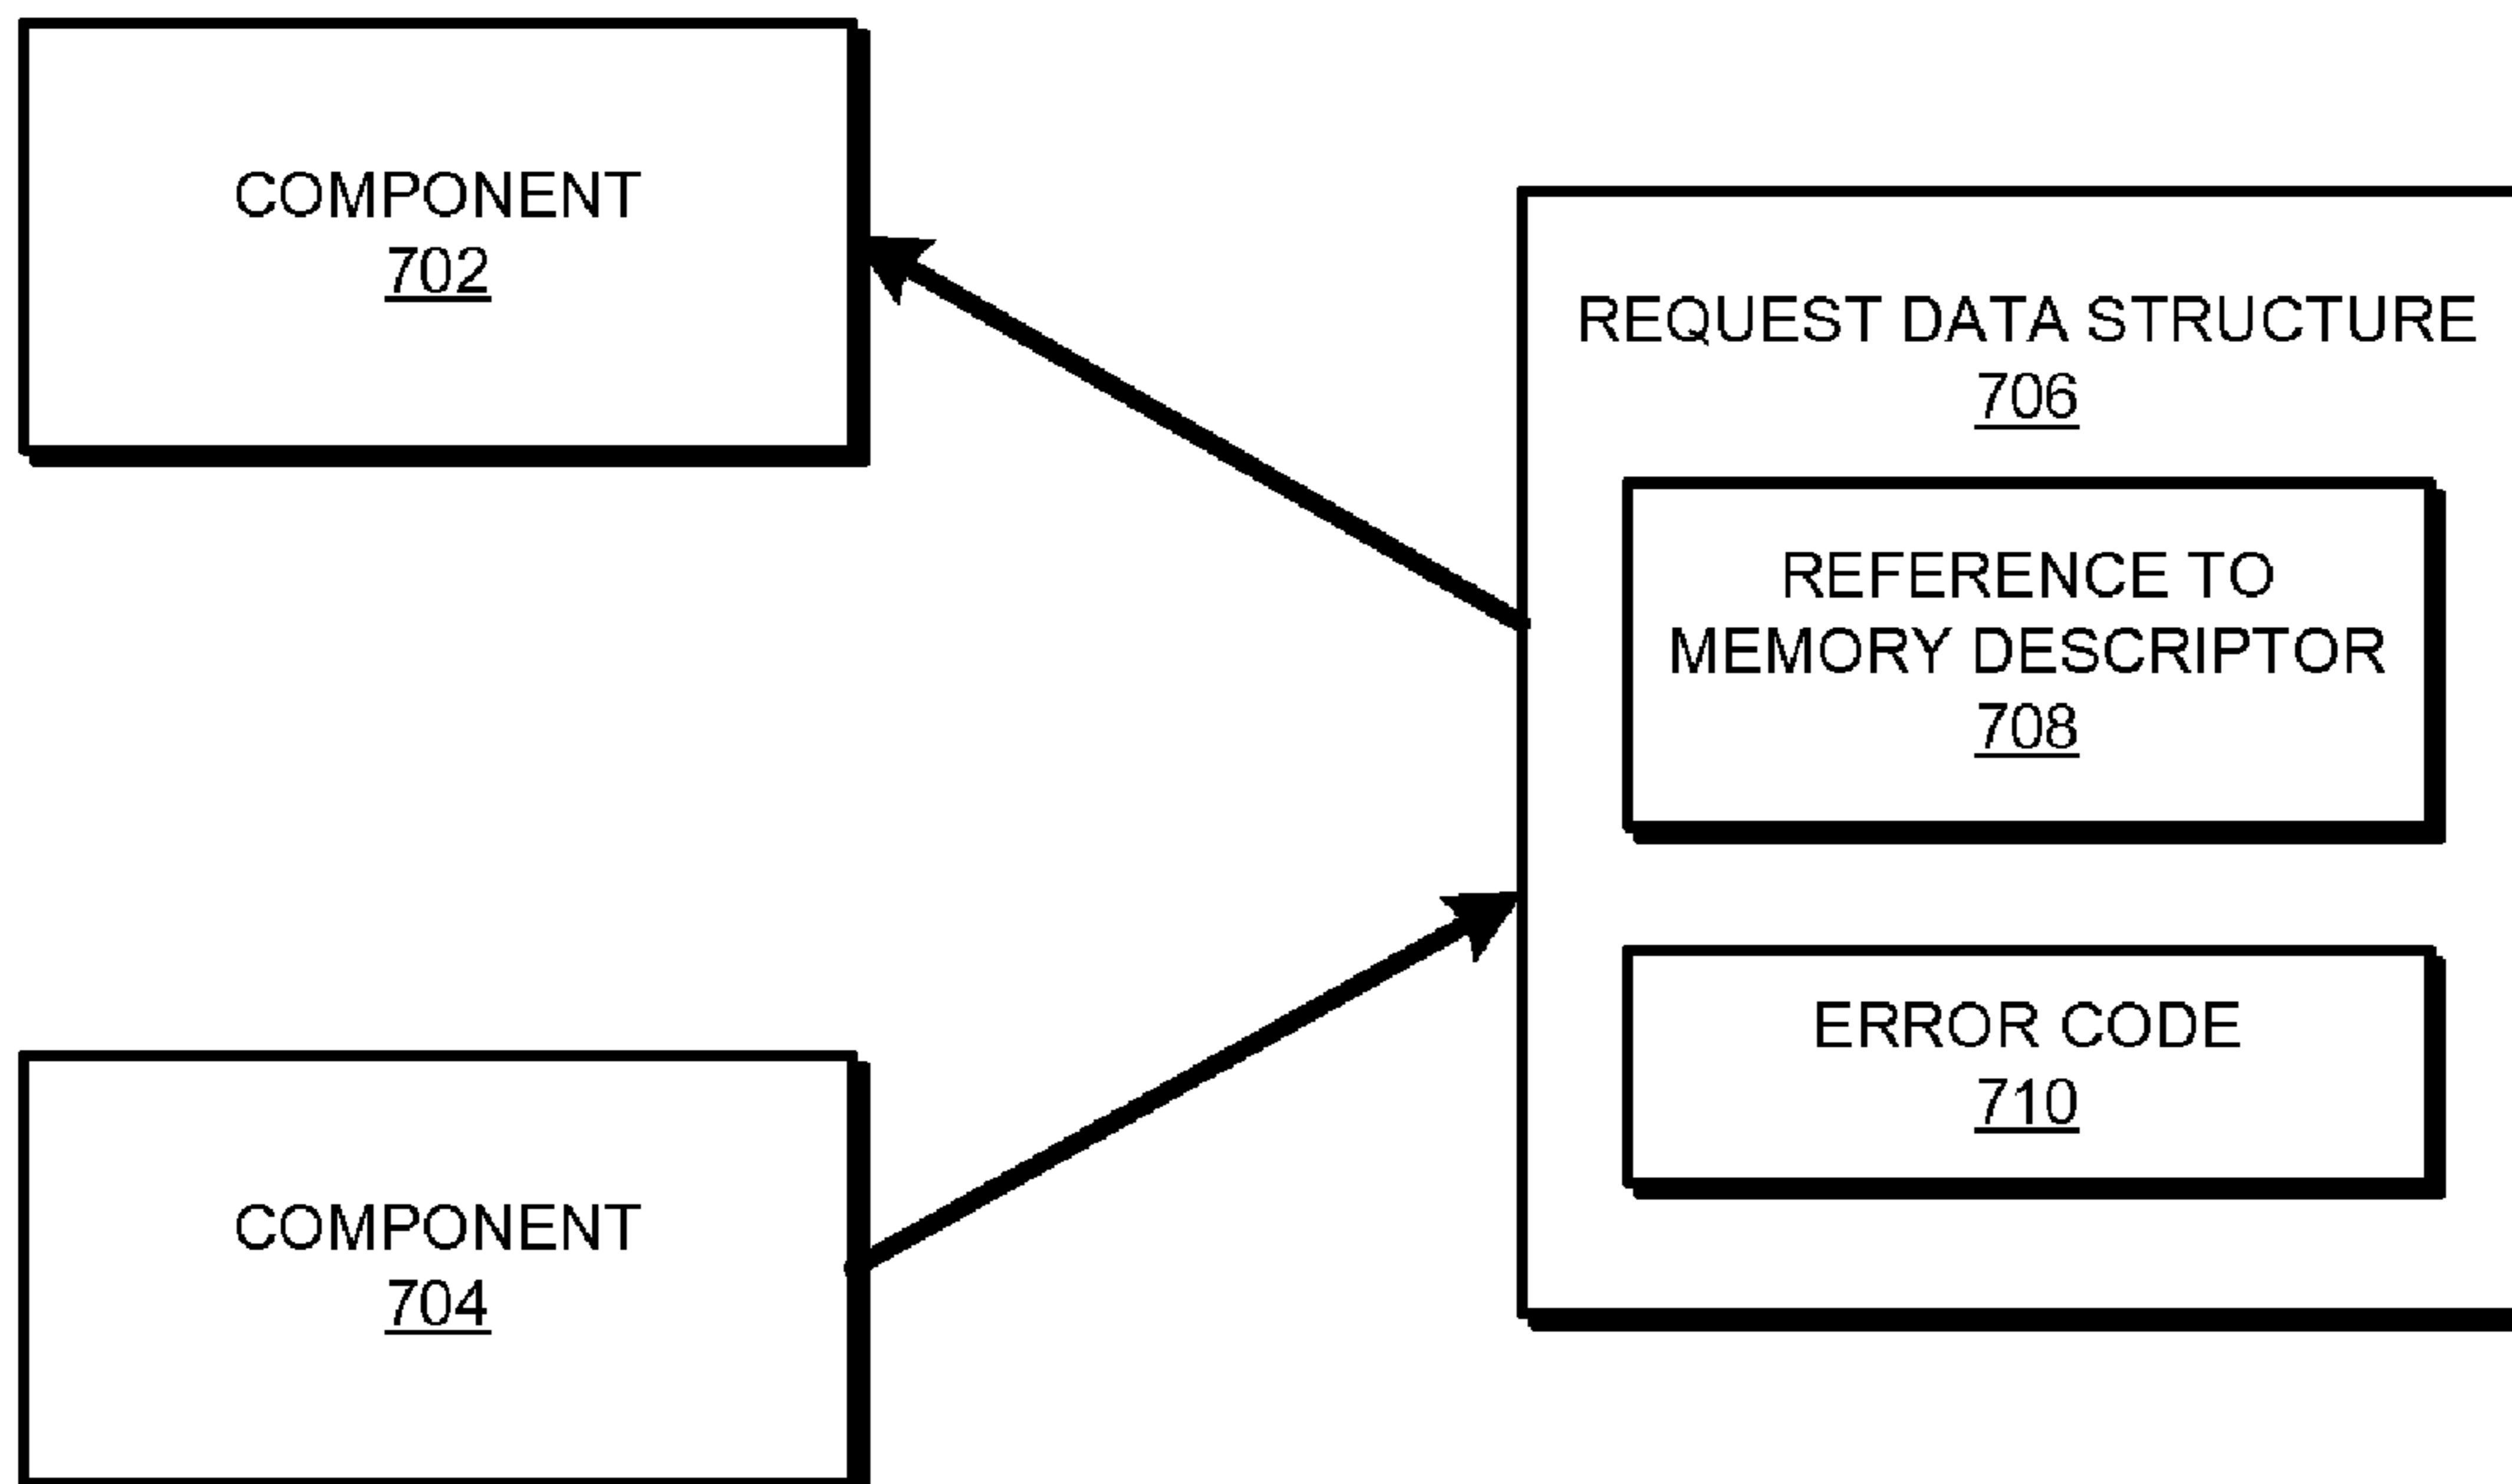 COMPONENT
702
REQUEST DATA STRUCTURE
706
REFERENCE TO
MEMORY DESCRIPTOR
708
ERROR CODE
710
COMPONENT
704